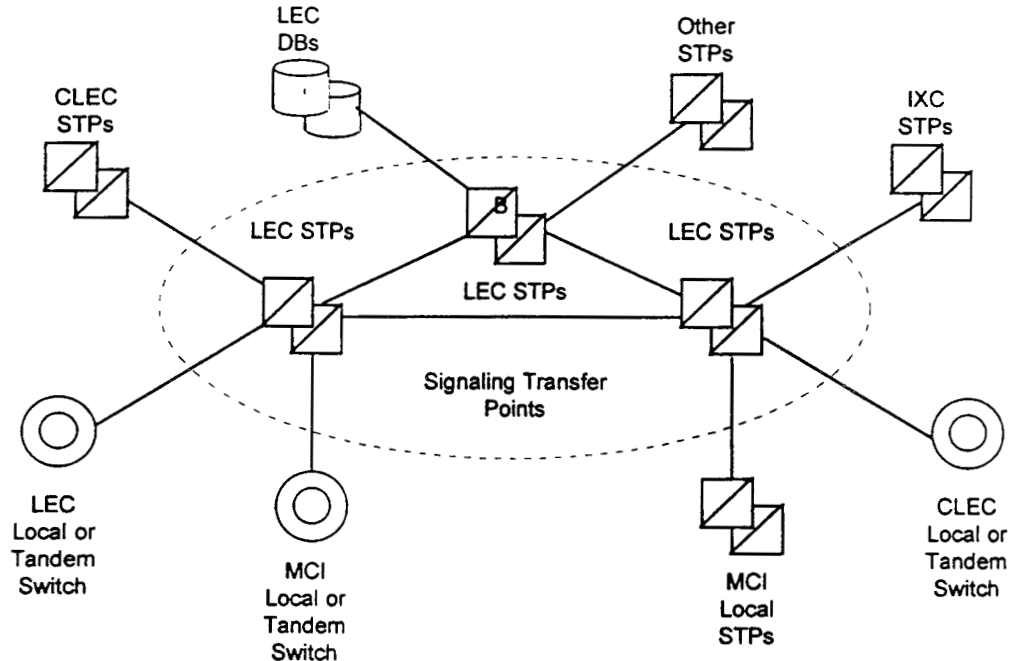 LEC
DBs
Other
STPs
CLEC
STPs
IXC
STPs
B
LEC STPs
LEC STPs
LEC STPs
Signaling Transfer
Points
LEC
Local or
Tandem
Switch
MCI
Local or
Tandem
Switch
MCI
Local
STPs
CLEC
Local or
Tandem
Switch